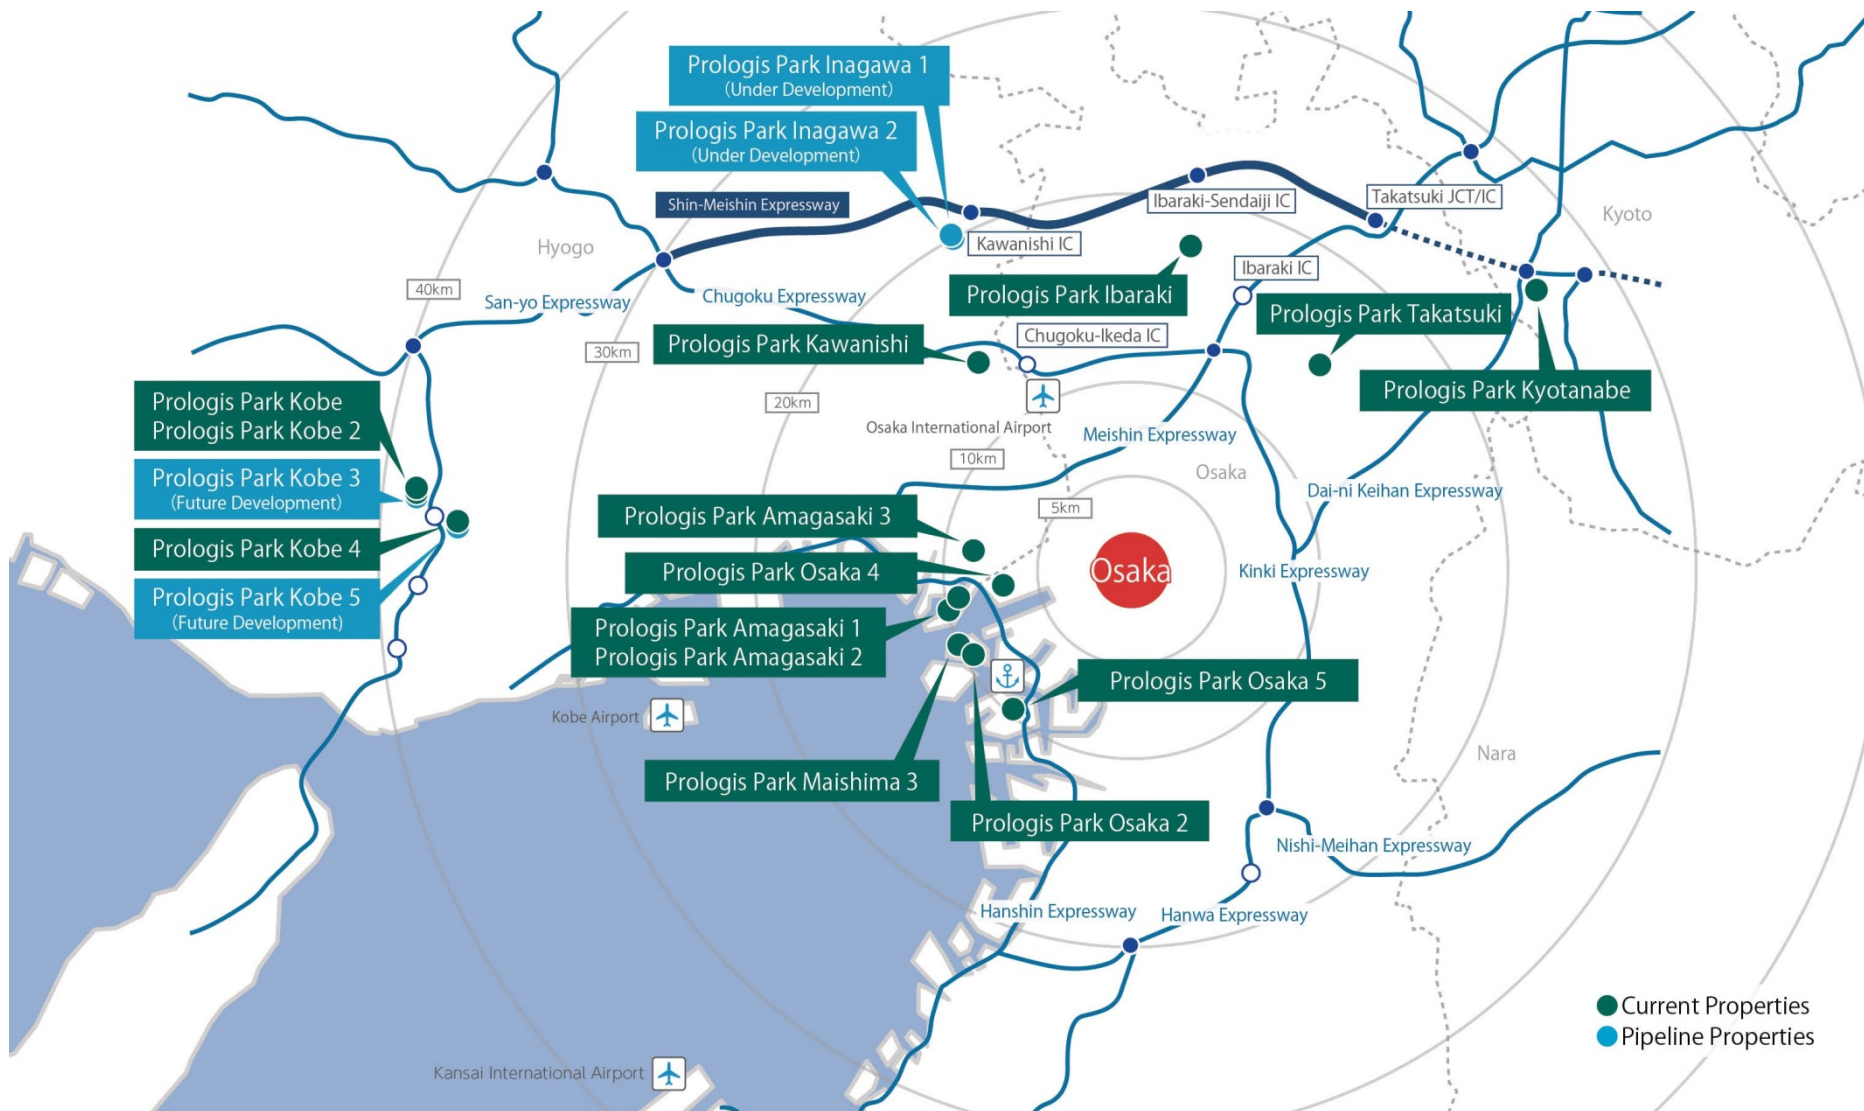 Prologis Park Inagawa 1
(Under Development)
Prologis Park Inagawa 2
(Under Development)
Shin-Meishin Expressway
Ibaraki-Sendaiji IC
Takatsuki JCT/IC
Kyoto
Hyogo
Kawanishi IC
Ibaraki IC
40km
San-yo Expressway
Chugoku Expressway
Prologis Park Ibaraki
Prologis Park Takatsuki
30km
Prologis Park Kawanishi
Chugoku-Ikeda IC
Prologis Park Kyotanabe
20km
Prologis Park Kobe
Prologis Park Kobe 2
Osaka International Airport
Meishin Expressway
10km
Osaka
Prologis Park Kobe 3
(Future Development)
Dai-ni Keihan Expressway
5km
Prologis Park Amagasaki 3
Prologis Park Kobe 4
Prologis Park Osaka 4
Osaka
Kinki Expressway
Prologis Park Kobe 5
(Future Development)
Prologis Park Amagasaki 1
Prologis Park Amagasaki 2
Prologis Park Osaka 5
Kobe Airport
Nara
Prologis Park Maishima 3
Prologis Park Osaka 2
Nishi-Meihan Expressway
Hanshin Expressway
Hanwa Expressway
Current Properties
Pipeline Properties
Kansai International Airport